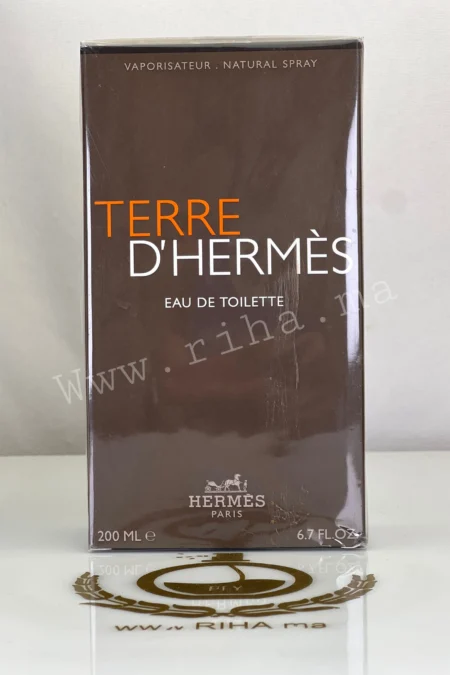 VAPORISATEUR . NATURAL SPRAY
TERRE
D'HERMÈS
EAU DE TOILETTE
www.riha.ma
HERMÈS
PARIS
200 ML e 6.7 FL.OZ
www.RIHA ma